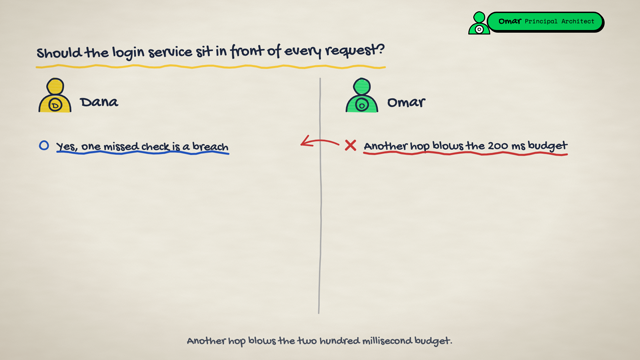 Omar Principal Architect
Should the login service sit in front of every request?
D Dana
O Omar
O Yes, one missed check is a breach
X Another hop blows the 200 ms budget
Another hop blows the two hundred millisecond budget.